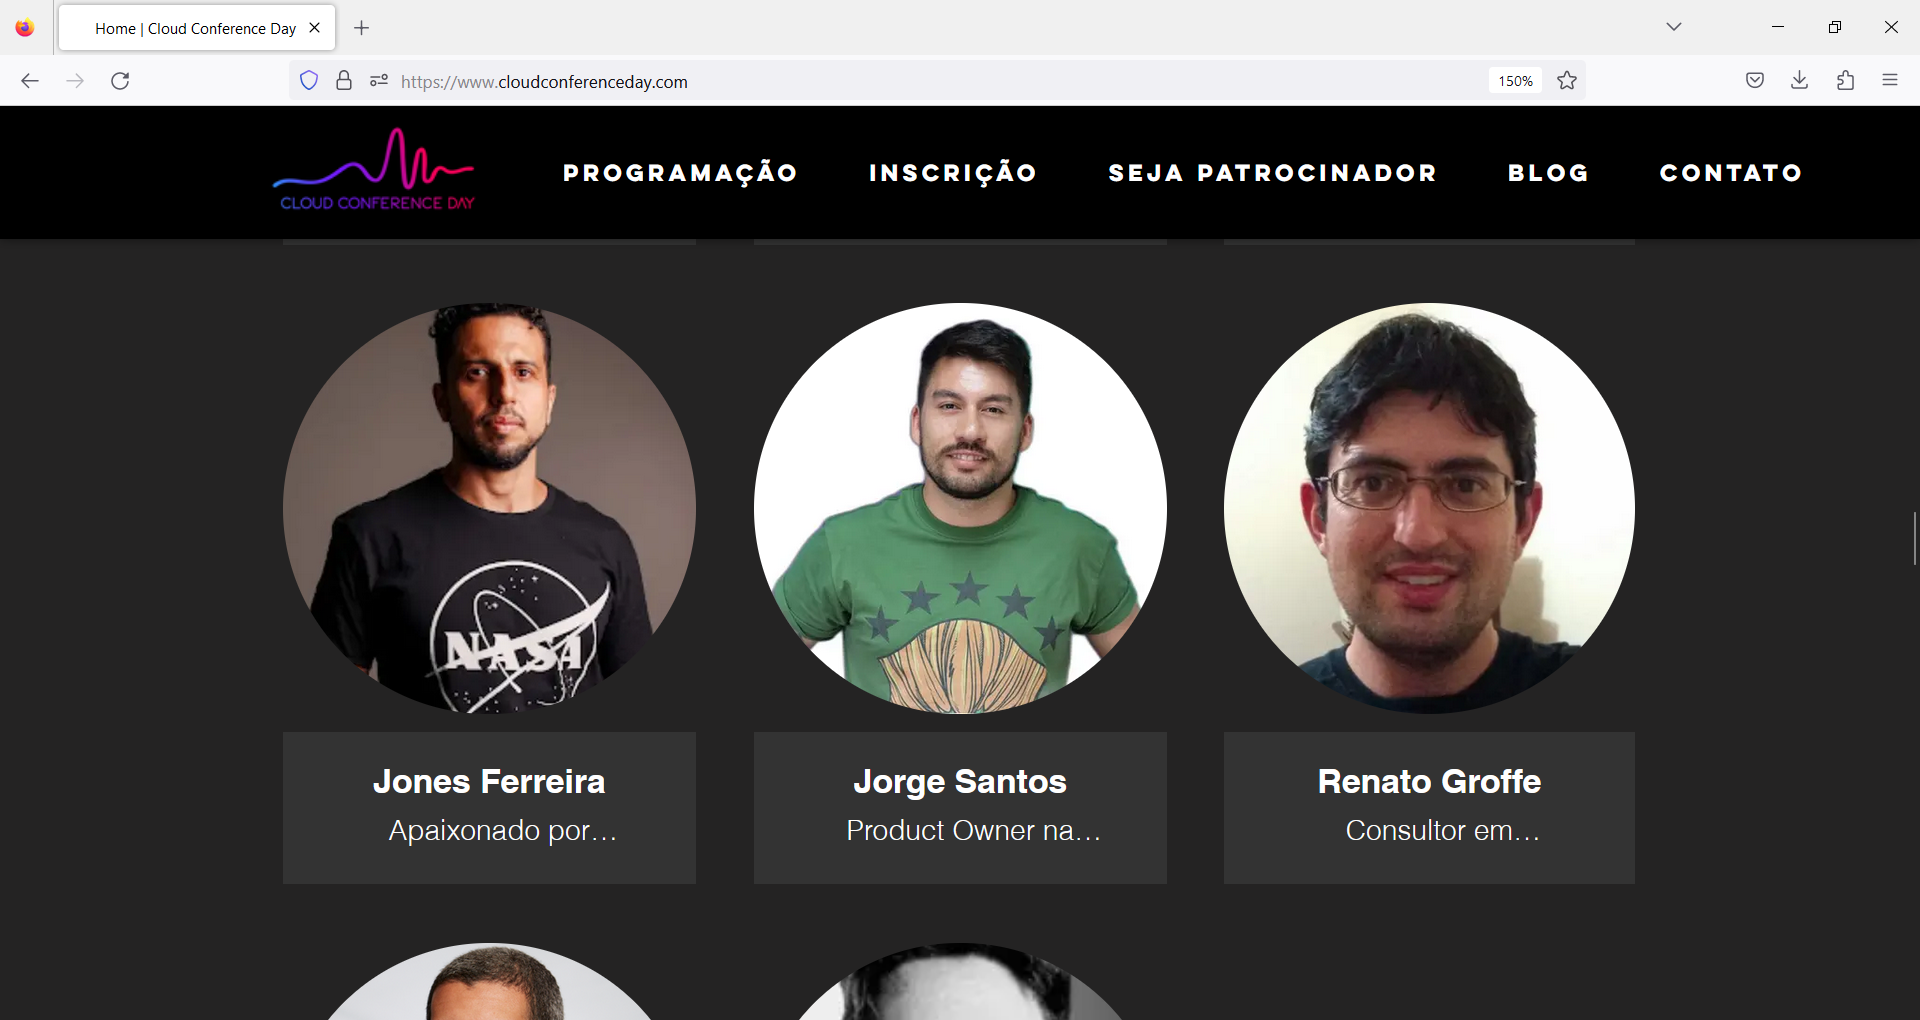 Home | Cloud Conference Day
https://www.cloudconferenceday.com
150%
CLOUD CONFERENCE DAY
PROGRAMAÇÃO
INSCRIÇÃO
SEJA PATROCINADOR
BLOG
CONTATO
NASA
Jones Ferreira
Apaixonado por...
Jorge Santos
Product Owner na...
Renato Groffe
Consultor em...